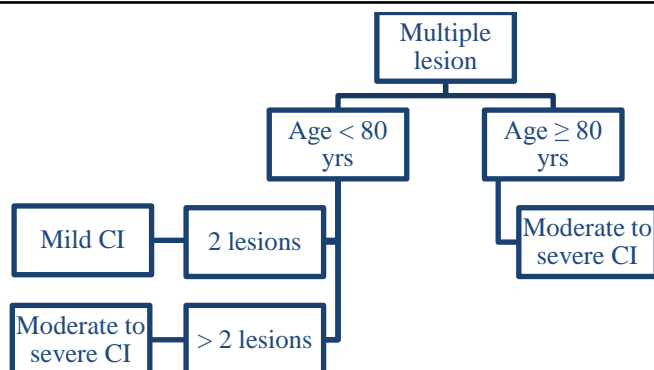 Multiple
lesion
Age < 80
yrs
Age ≥ 80
yrs
Mild CI
2 lesions
Moderate to
severe CI
Moderate to
severe CI
> 2 lesions